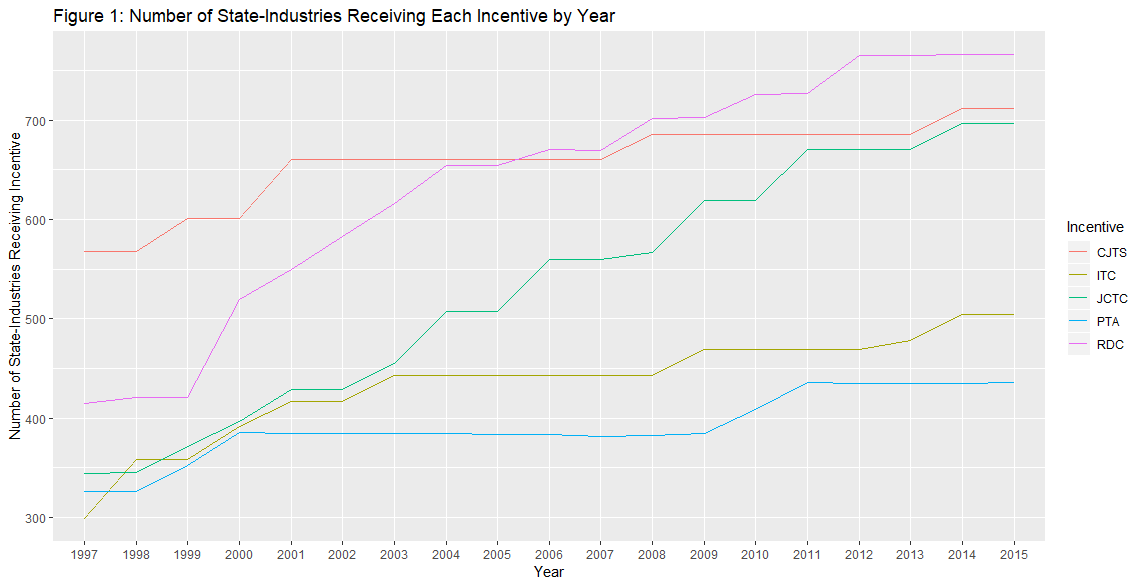 Figure 1: Number of State-Industries Receiving Each Incentive by Year
Number of State-Industries Receiving Incentive
700
600
500
400
300
1997 1998 1999 2000 2001 2002 2003 2004 2005 2006 2007 2008 2009 2010 2011 2012 2013 2014 2015
Year
Incentive
CJTS
ITC
JCTC
PTA
RDC